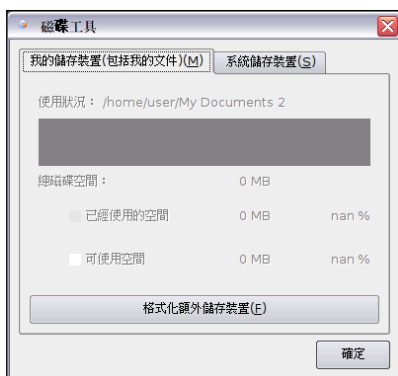 磁碟工具
我的儲存裝置(包括我的文件)(M) 系統儲存裝置(S)
使用狀況： /home/user/My Documents 2
總磁碟空間： 0 MB
已經使用的空間 0 MB nan %
可使用空間 0 MB nan %
格式化額外儲存裝置(F)
確定